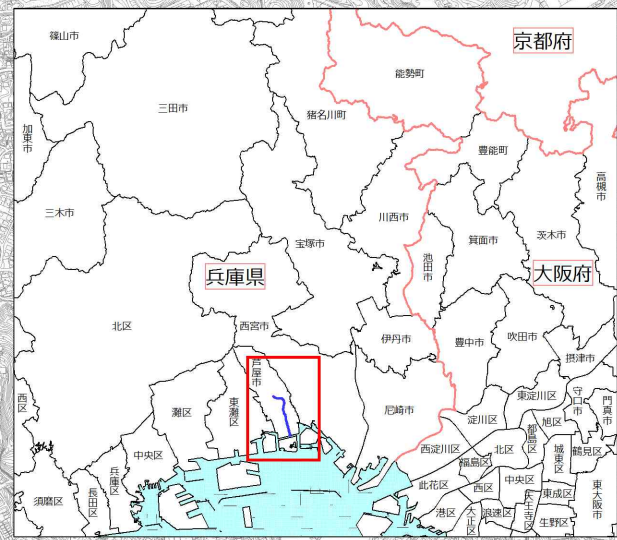 篠山市
京都府
能勢町
三田市
猪名川町
加東市
豊能町
高槻市
三木市
川西市
箕面市
茨木市
宝塚市
池田市
兵庫県
大阪府
北区
西宮市
伊丹市
豊中市
吹田市
摂津市
芦屋市
西区
灘区
東灘区
尼崎市
東淀川区
守口市
門真市
淀川区
都島区
旭区
中央区
西淀川区
北区
城東区
鶴見区
福島区
兵庫区
此花区
西区
中央区
東成区
東大阪市
須磨区
長田区
港区
大正区
浪速区
天王寺区
生野区